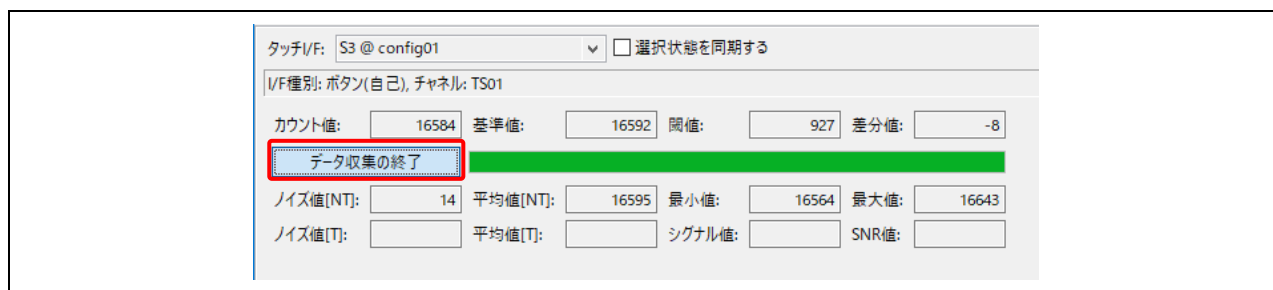 タッチI/F: S3 @ config01 選択状態を同期する
I/F種別: ボタン(自己), チャネル: TS01
カウント値: 16584 基準値: 16592 閾値: 927 差分値: -8
データ収集の終了
ノイズ値[NT]: 14 平均値[NT]: 16595 最小値: 16564 最大値: 16643
ノイズ値[T]: 平均値[T]: シグナル値: SNR値: